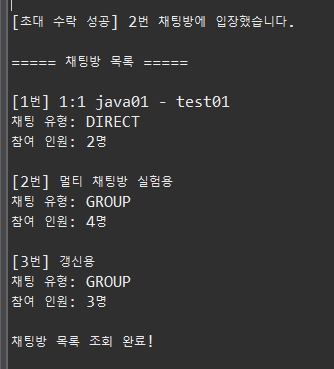 [초대 수락 성공] 2번 채팅방에 입장했습니다.
===== 채팅방 목록 =====
[1번] 1:1 java01 - test01
채팅 유형: DIRECT
참여 인원: 2명
[2번] 멀티 채팅방 실험용
채팅 유형: GROUP
참여 인원: 4명
[3번] 갱신용
채팅 유형: GROUP
참여 인원: 3명
채팅방 목록 조회 완료!